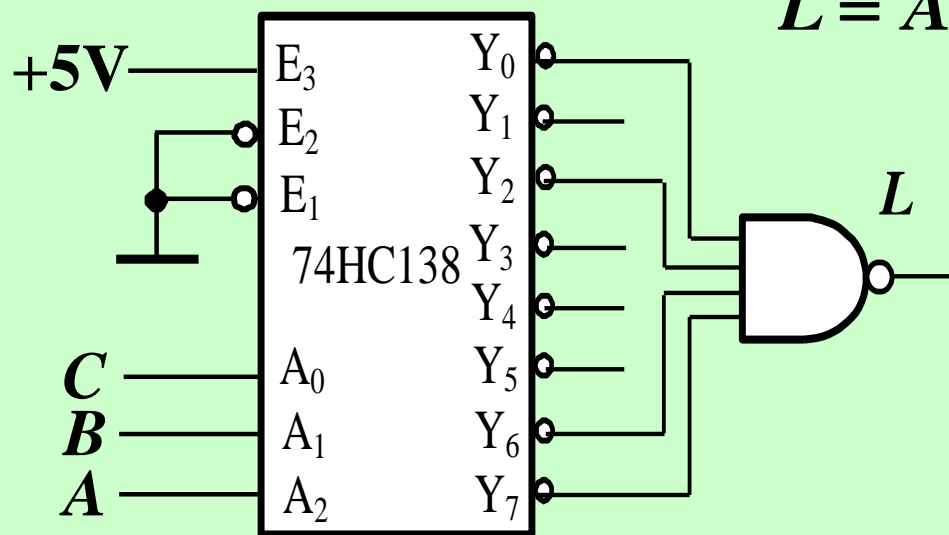 L = A
+5V
E₃
E₂
E₁
74HC138
C
B
A
A₀
A₁
A₂
Y₀
Y₁
Y₂
Y₃
Y₄
Y₅
Y₆
Y₇
L